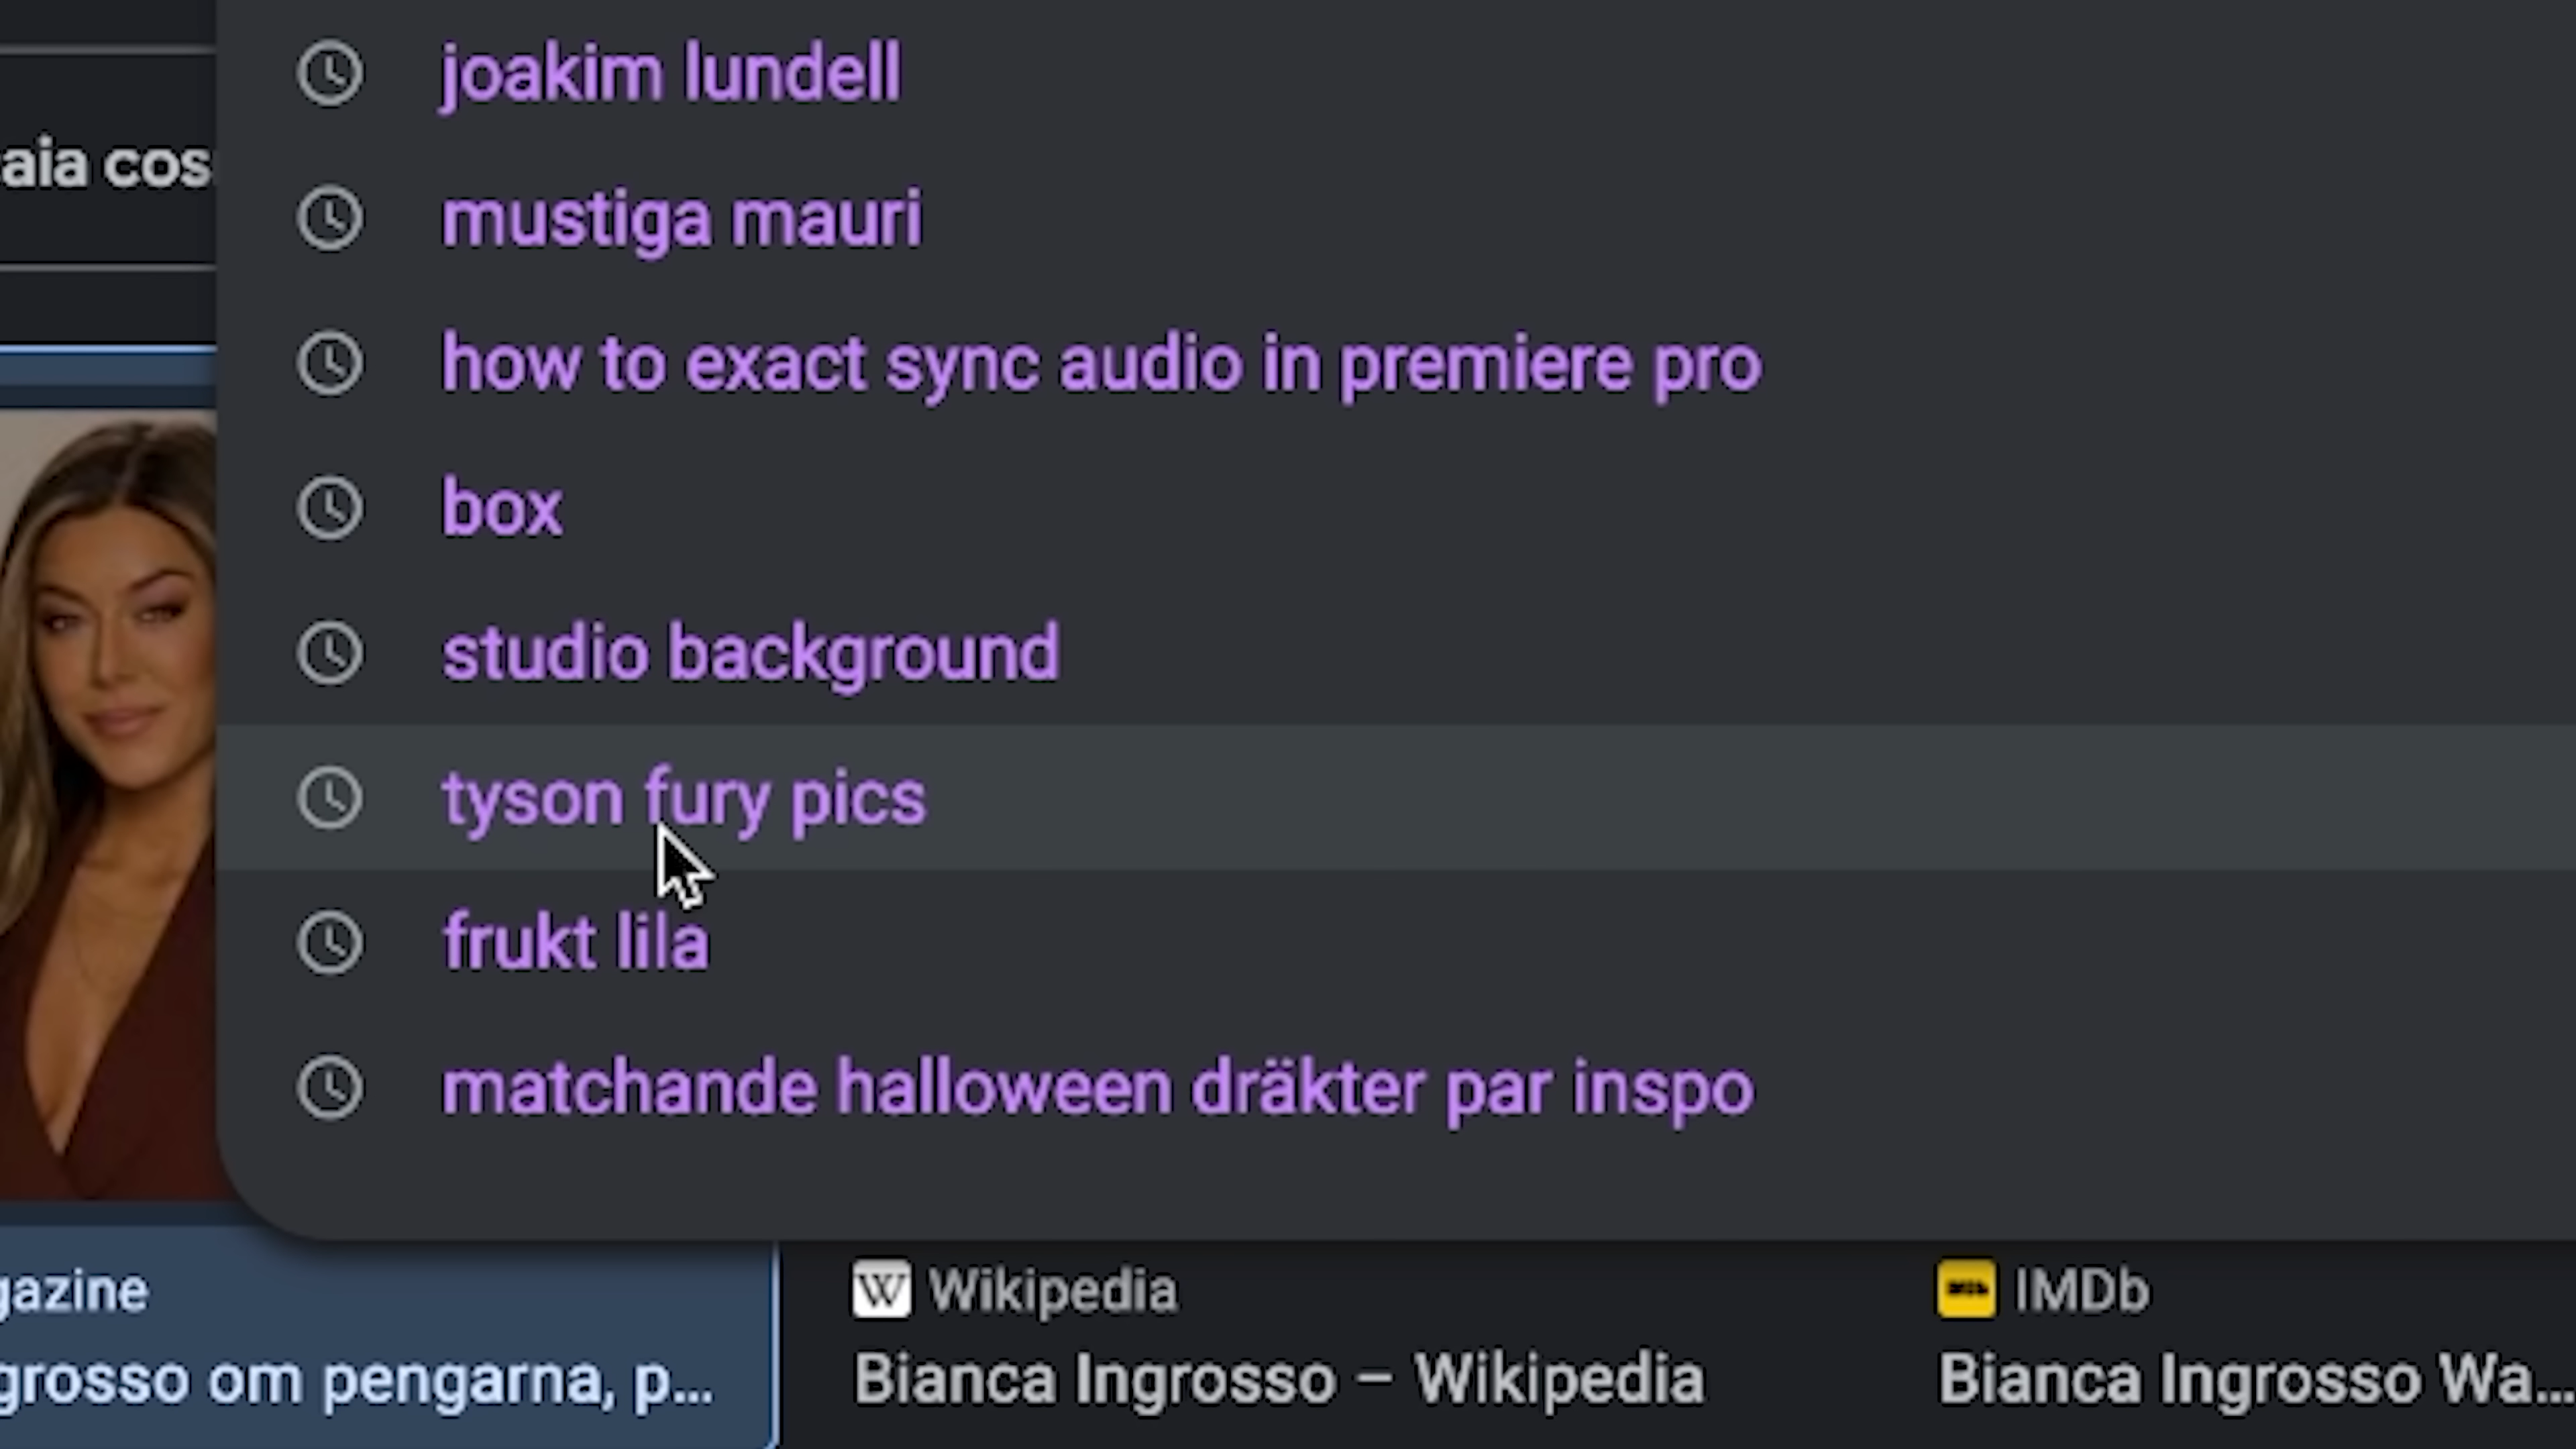 joakim lundell
aia cos
mustiga mauri
how to exact sync audio in premiere pro
box
studio background
tyson fury pics
frukt lila
matchande halloween dräkter par inspo
gazine
grosso om pengarna, p...
Wikipedia
Bianca Ingrosso – Wikipedia
IMDb
Bianca Ingrosso Wa...